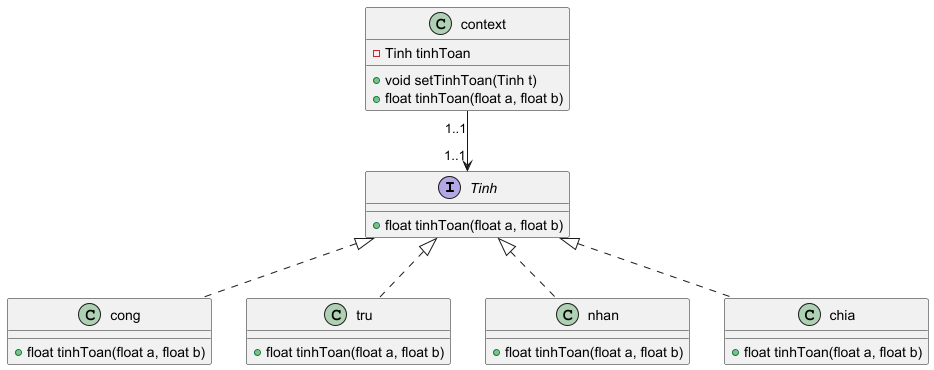 C context
Tinh tinhToan
void setTinhToan(Tinh t)
float tinhToan(float a, float b)
1..1
1..1
I Tinh
float tinhToan(float a, float b)
C cong
float tinhToan(float a, float b)
C tru
float tinhToan(float a, float b)
C nhan
float tinhToan(float a, float b)
C chia
float tinhToan(float a, float b)